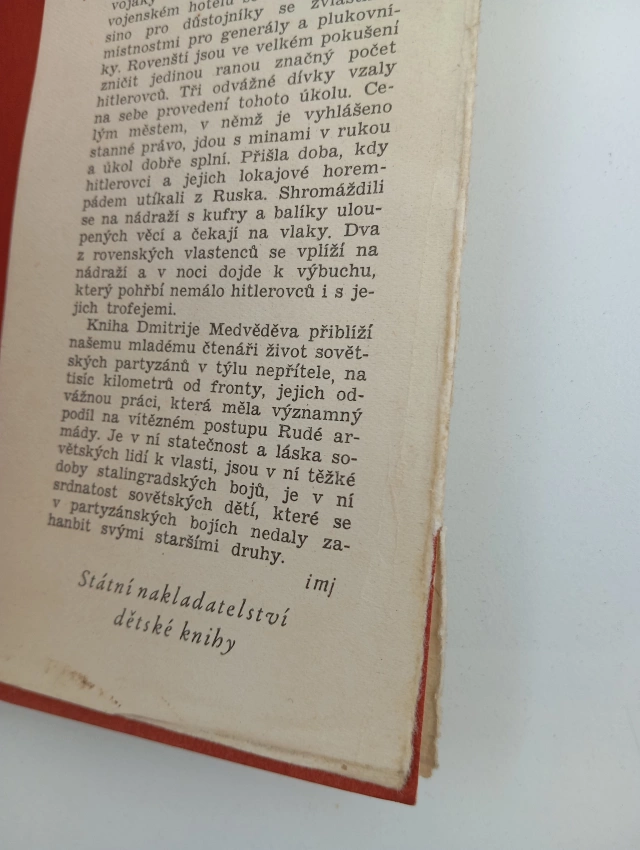 vojáky
vojenském hotelu
sino pro důstojníky se
místnostmi pro generály a plukovní-
ky. Rovenští jsou ve velkém pokušení
zničit jedinou ranou značný počet
hitlerovců. Tři odvážné dívky vzaly
na sebe provedení tohoto úkolu. Ce-
lým městem, v němž je vyhlášeno
stanné právo, jdou s minami v rukou
a úkol dobře splní. Přišla doba, kdy
hitlerovci a jejich lokajové horem-
pádem utíkali z Ruska. Shromáždili
se na nádraží s kufry a balíky ulou-
pených věcí a čekají na vlaky. Dva
z rovenských vlastenců se vplíží na
nádraží a v noci dojde k výbuchu,
který pohřbí nemálo hitlerovců i s je-
jich trofejemi.
Kniha Dmitrije Medvěděva přiblíží
našemu mladému čtenáři život sovět-
ských partyzánů v týlu nepřítele, na
tisíc kilometrů od fronty, jejich od-
vážnou práci, která měla významný
podíl na vítězném postupu Rudé ar-
mády. Je v ní statečnost a láska so-
větských lidí k vlasti, jsou v ní těžké
doby stalingradských bojů, je v ní
srdnatost sovětských dětí, které se
v partyzánských bojích nedaly za-
hanbit svými staršími druhy.
imj
Státní nakladatelství
dětské knihy